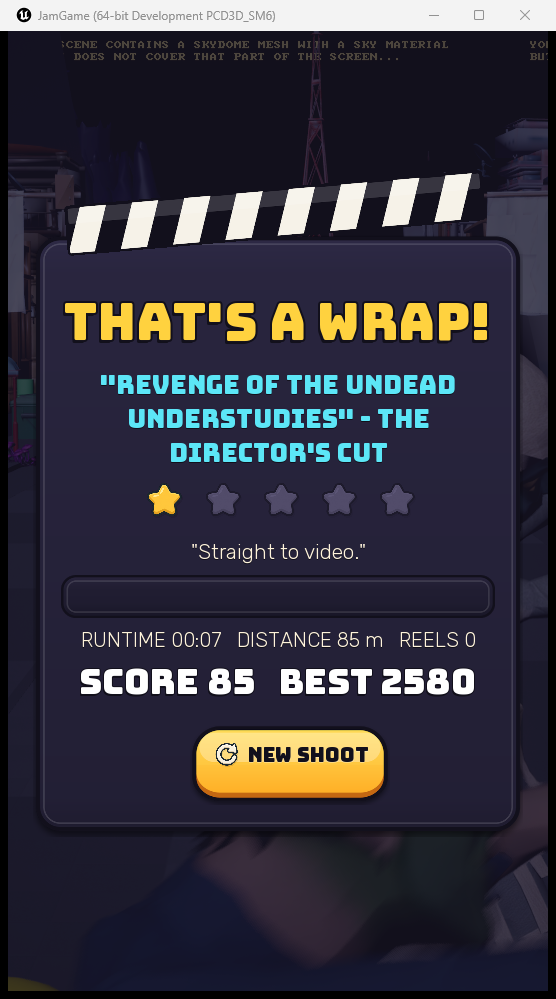 JamGame (64-bit Development PCD3D_SM6)
SCENE CONTAINS A SKYDOME MESH WITH A SKY MATERIAL
DOES NOT COVER THAT PART OF THE SCREEN...
YO
BU
THAT'S A WRAP!
"REVENGE OF THE UNDEAD
UNDERSTUDIES" - THE
DIRECTOR'S CUT
"Straight to video."
RUNTIME 00:07 DISTANCE 85 m REELS 0
SCORE 85 BEST 2580
NEW SHOOT